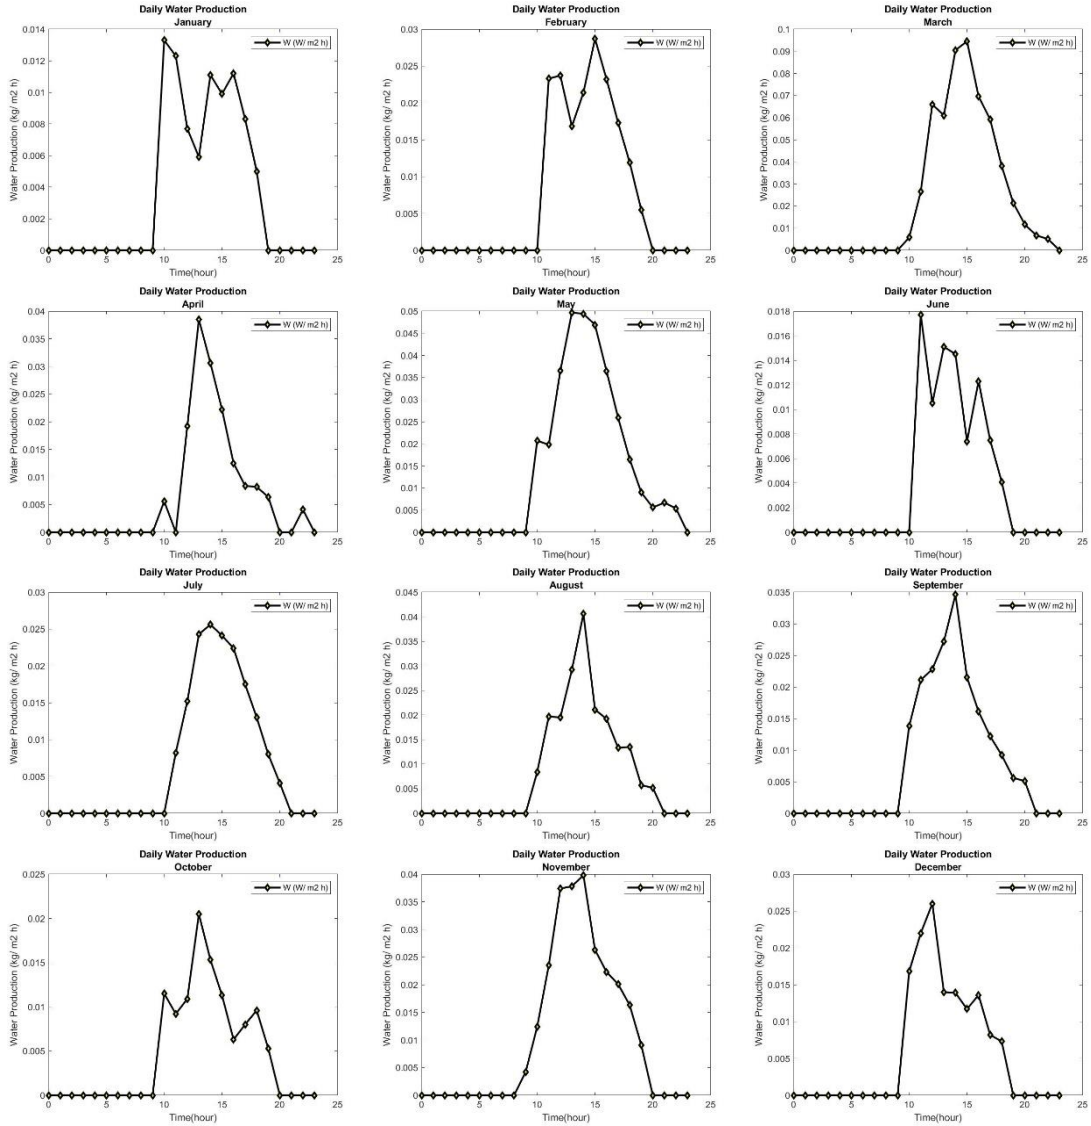 Daily Water Production
January
W (W/ m2 h)
Water Production (kg/ m2 h)
0.014
0.012
0.01
0.008
0.006
0.004
0.002
0
0 5 10 15 20 25
Time(hour)
Daily Water Production
February
W (W/ m2 h)
Water Production (kg/ m2 h)
0.03
0.025
0.02
0.015
0.01
0.005
0
0 5 10 15 20 25
Time(hour)
Daily Water Production
March
W (W/ m2 h)
Water Production (kg/ m2 h)
0.1
0.09
0.08
0.07
0.06
0.05
0.04
0.03
0.02
0.01
0
0 5 10 15 20 25
Time(hour)
Daily Water Production
April
W (W/ m2 h)
Water Production (kg/ m2 h)
0.04
0.035
0.03
0.025
0.02
0.015
0.01
0.005
0
0 5 10 15 20 25
Time(hour)
Daily Water Production
May
W (W/ m2 h)
Water Production (kg/ m2 h)
0.05
0.045
0.04
0.035
0.03
0.025
0.02
0.015
0.01
0.005
0
0 5 10 15 20 25
Time(hour)
Daily Water Production
June
W (W/ m2 h)
Water Production (kg/ m2 h)
0.018
0.016
0.014
0.012
0.01
0.008
0.006
0.004
0.002
0
0 5 10 15 20 25
Time(hour)
Daily Water Production
July
W (W/ m2 h)
Water Production (kg/ m2 h)
0.03
0.025
0.02
0.015
0.01
0.005
0
0 5 10 15 20 25
Time(hour)
Daily Water Production
August
W (W/ m2 h)
Water Production (kg/ m2 h)
0.045
0.04
0.035
0.03
0.025
0.02
0.015
0.01
0.005
0
0 5 10 15 20 25
Time(hour)
Daily Water Production
September
W (W/ m2 h)
Water Production (kg/ m2 h)
0.035
0.03
0.025
0.02
0.015
0.01
0.005
0
0 5 10 15 20 25
Time(hour)
Daily Water Production
October
W (W/ m2 h)
Water Production (kg/ m2 h)
0.025
0.02
0.015
0.01
0.005
0
0 5 10 15 20 25
Time(hour)
Daily Water Production
November
W (W/ m2 h)
Water Production (kg/ m2 h)
0.04
0.035
0.03
0.025
0.02
0.015
0.01
0.005
0
0 5 10 15 20 25
Time(hour)
Daily Water Production
December
W (W/ m2 h)
Water Production (kg/ m2 h)
0.03
0.025
0.02
0.015
0.01
0.005
0
0 5 10 15 20 25
Time(hour)